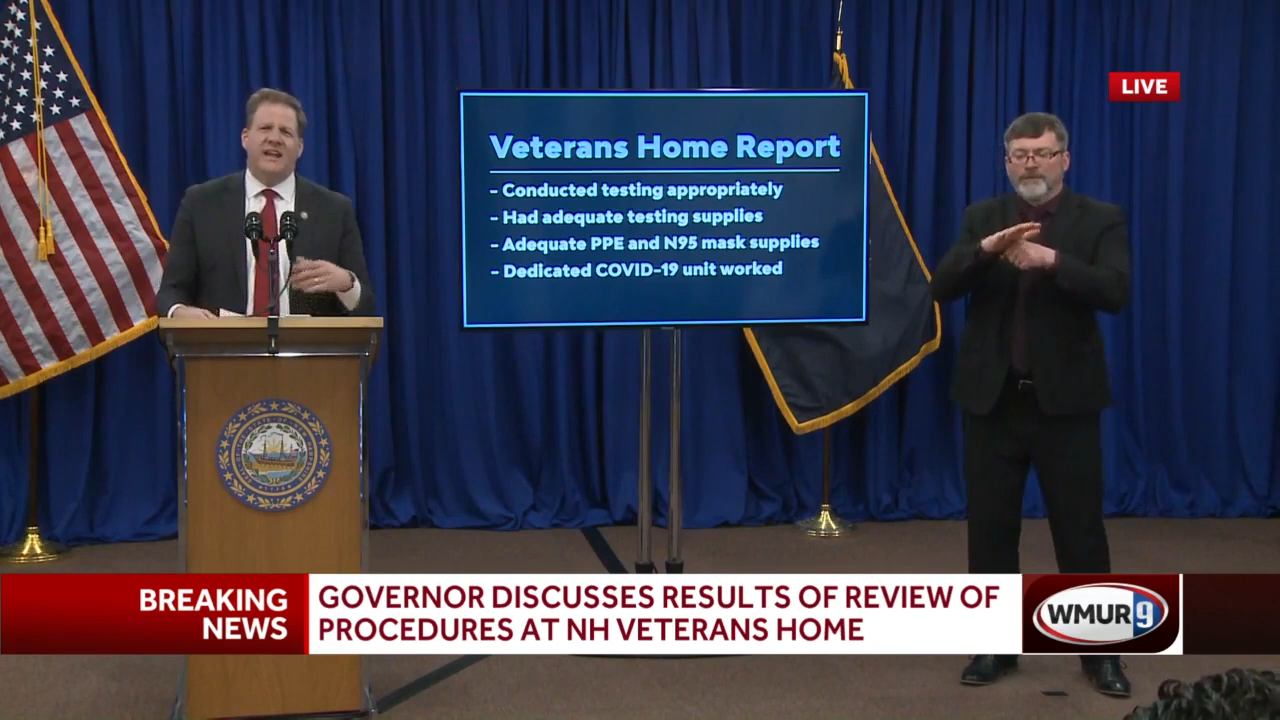 LIVE
Veterans Home Report
- Conducted testing appropriately
- Had adequate testing supplies
- Adequate PPE and N95 mask supplies
- Dedicated COVID-19 unit worked
BREAKING
NEWS
GOVERNOR DISCUSSES RESULTS OF REVIEW OF
PROCEDURES AT NH VETERANS HOME
WMUR9